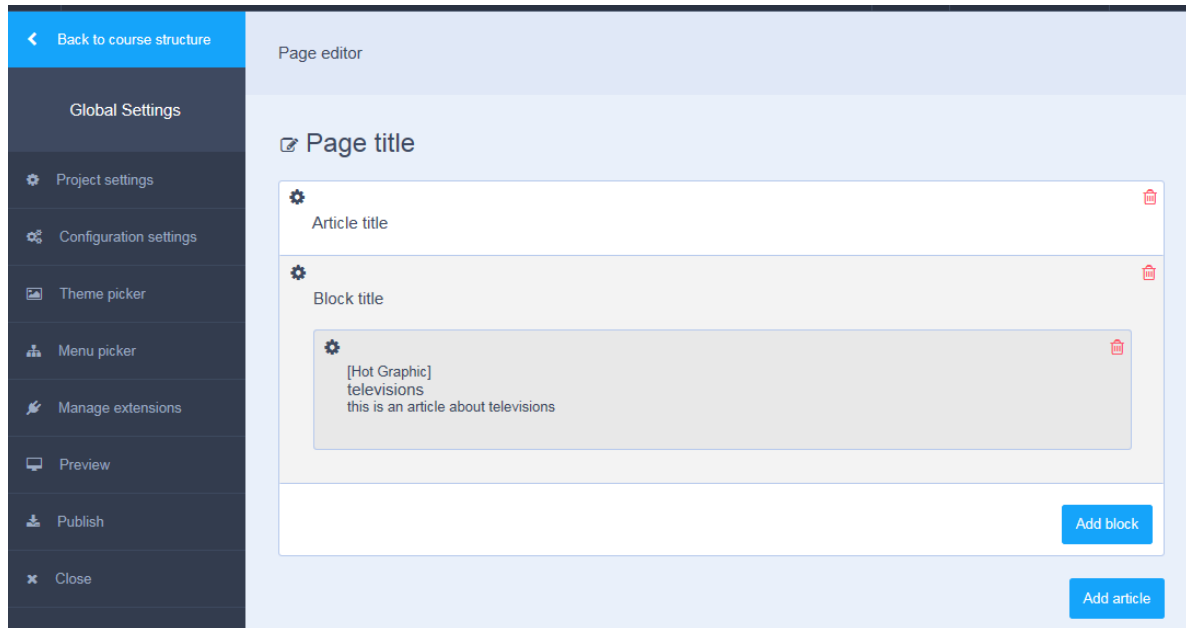 Back to course structure
Global Settings
Project settings
Configuration settings
Theme picker
Menu picker
Manage extensions
Preview
Publish
Close
Page editor
Page title
Article title
Block title
[Hot Graphic]
televisions
this is an article about televisions
Add block
Add article